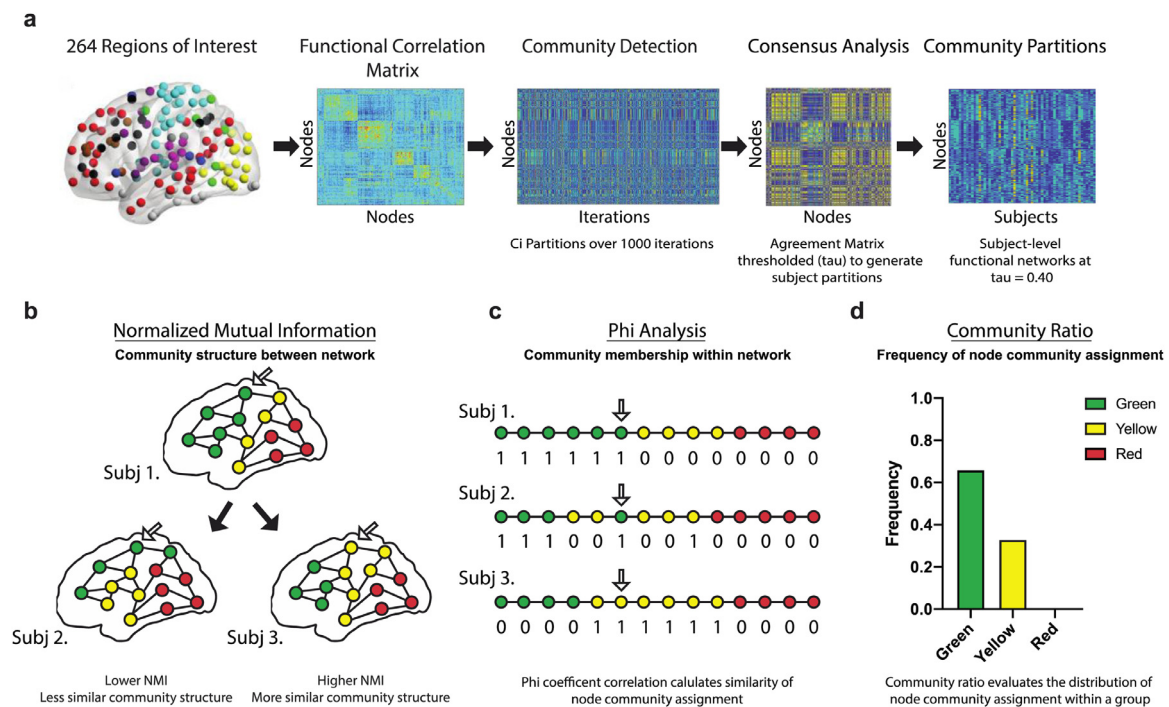 a
264 Regions of Interest
Functional Correlation
Matrix
Community Detection
Consensus Analysis
Community Partitions
Nodes
Nodes
Nodes
Iterations
Ci Partitions over 1000 iterations
Nodes
Nodes
Agreement Matrix
thresholded (tau) to generate
subject partitions
Nodes
Subjects
Subject-level
functional networks at
tau = 0.40
b
Normalized Mutual Information
Community structure between network
Subj 1.
Subj 2.
Subj 3.
Lower NMI
Less similar community structure
Higher NMI
More similar community structure
c
Phi Analysis
Community membership within network
Subj 1.
1 1 1 1 1 1 0 0 0 0 0 0 0 0
Subj 2.
1 1 1 0 0 1 0 0 0 0 0 0 0 0
Subj 3.
0 0 0 0 1 1 1 1 1 1 0 0 0 0
Phi coefficent correlation calulates similarity of
node community assignment
d
Community Ratio
Frequency of node community assignment
Frequency
1.0
0.8
0.6
0.4
0.2
0.0
Green
Yellow
Red
Green
Yellow
Red
Community ratio evaluates the distribution of
node community assignment within a group